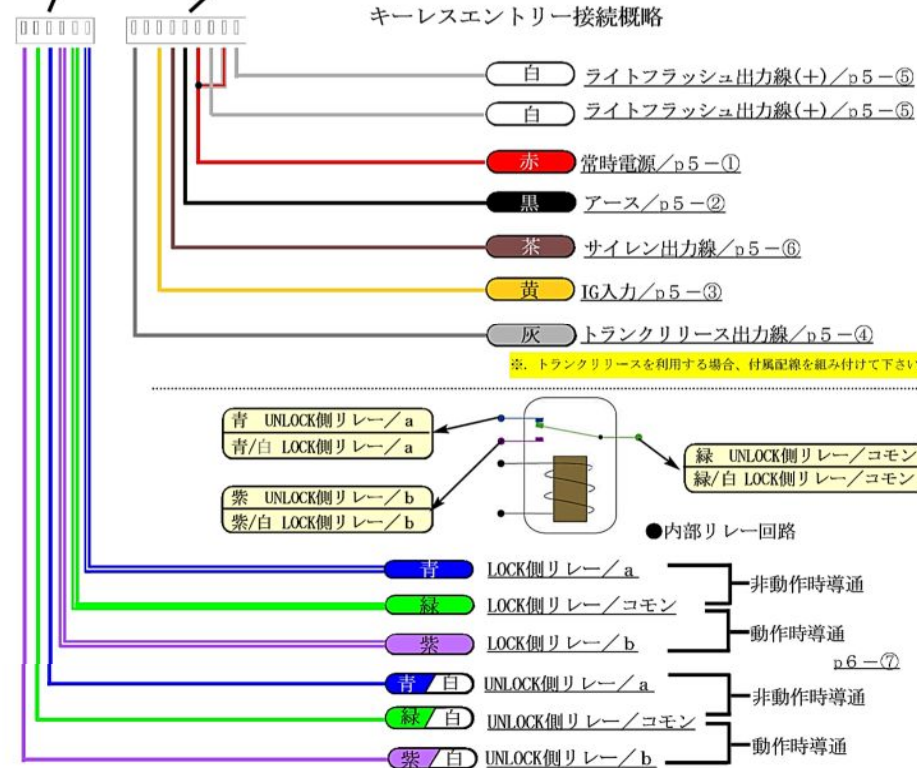 キーレスエントリー接続概略
白 ライトフラッシュ出力線(+)／p5－⑤
白 ライトフラッシュ出力線(+)／p5－⑤
赤 常時電源／p5－①
黒 アース／p5－②
茶 サイレン出力線／p5－⑥
黄 IG入力／p5－③
灰 トランクリリース出力線／p5－④
※. トランクリリースを利用する場合、付属配線を組み付けて下さい
青 UNLOCK側リレー／a
青/白 LOCK側リレー／a
緑 UNLOCK側リレー／コモン
緑/白 LOCK側リレー／コモン
紫 UNLOCK側リレー／b
紫/白 LOCK側リレー／b
●内部リレー回路
青 LOCK側リレー／a
非動作時導通
緑 LOCK側リレー／コモン
動作時導通
紫 LOCK側リレー／b
p6－⑦
青/白 UNLOCK側リレー／a
非動作時導通
緑/白 UNLOCK側リレー／コモン
動作時導通
紫/白 UNLOCK側リレー／b